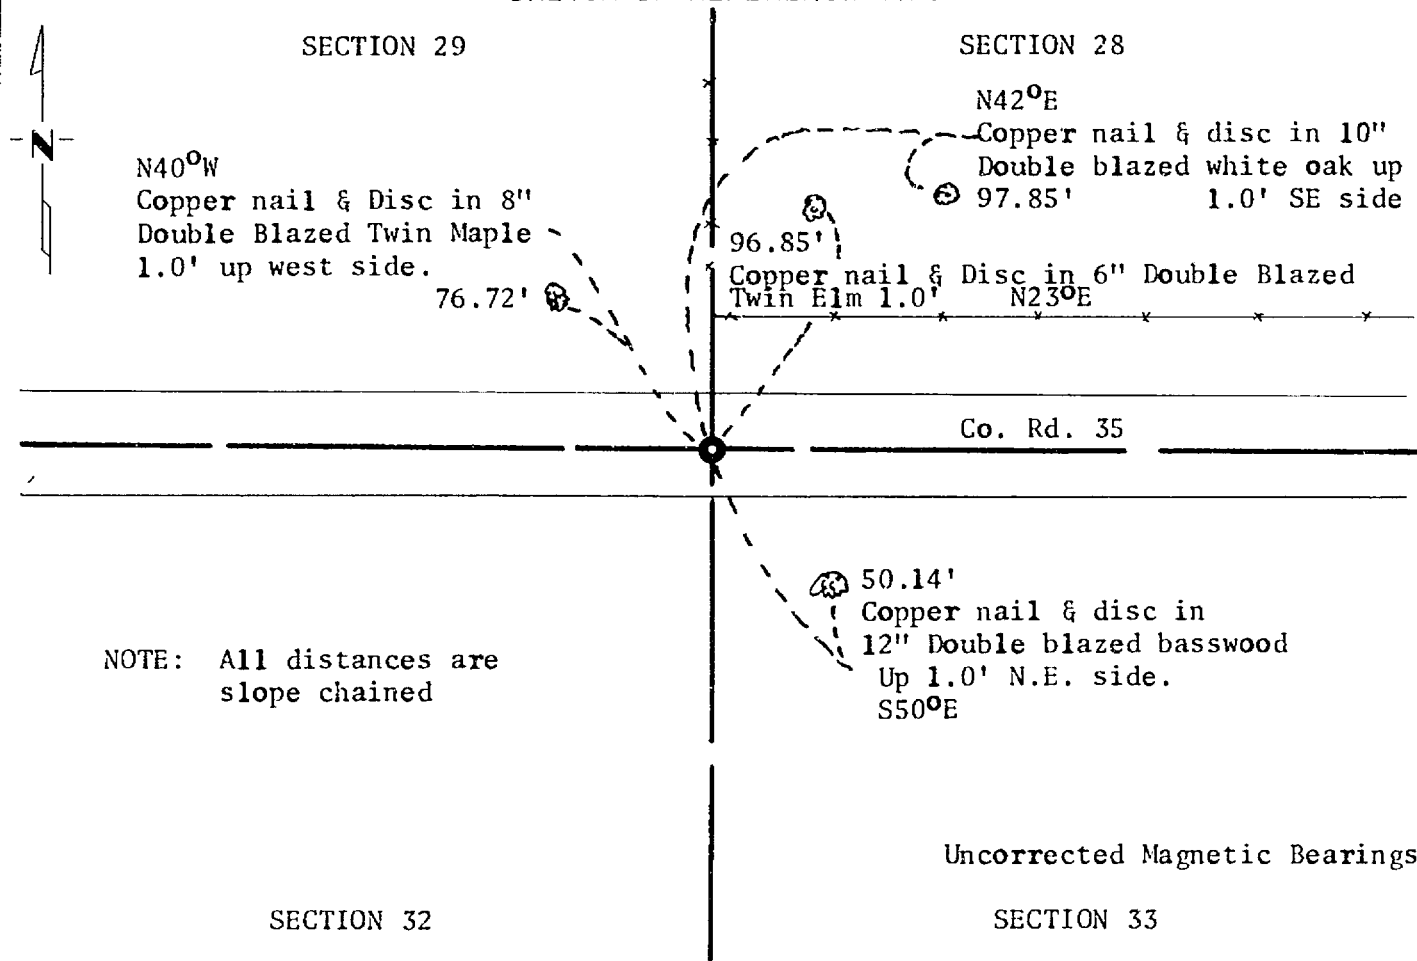 SECTION 29
SECTION 28
N
N40°W
Copper nail & Disc in 8"
Double Blazed Twin Maple
1.0' up west side.
76.72'
N42°E
Copper nail & disc in 10"
Double blazed white oak up
97.85' 1.0' SE side
96.85'
Copper nail & Disc in 6" Double Blazed
Twin Elm 1.0' N23°E
Co. Rd. 35
50.14'
Copper nail & disc in
12" Double blazed basswood
Up 1.0' N.E. side.
S50°E
NOTE: All distances are
slope chained
Uncorrected Magnetic Bearings
SECTION 32
SECTION 33